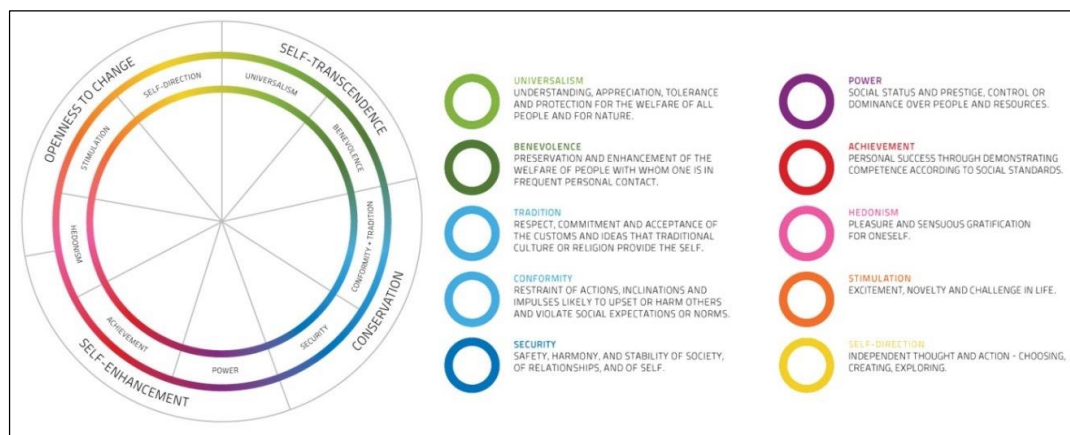 OPENNESS TO CHANGE
SELF-TRANSCENDENCE
CONSERVATION
SELF-ENHANCEMENT
SELF-DIRECTION
UNIVERSALISM
BENEVOLENCE
CONFORMITY + TRADITION
SECURITY
POWER
ACHIEVEMENT
HEDONISM
STIMULATION
UNIVERSALISM
UNDERSTANDING, APPRECIATION, TOLERANCE
AND PROTECTION FOR THE WELFARE OF ALL
PEOPLE AND FOR NATURE.
BENEVOLENCE
PRESERVATION AND ENHANCEMENT OF THE
WELFARE OF PEOPLE WITH WHOM ONE IS IN
FREQUENT PERSONAL CONTACT.
TRADITION
RESPECT, COMMITMENT AND ACCEPTANCE OF
THE CUSTOMS AND IDEAS THAT TRADITIONAL
CULTURE OR RELIGION PROVIDE THE SELF.
CONFORMITY
RESTRAINT OF ACTIONS, INCLINATIONS AND
IMPULSES LIKELY TO UPSET OR HARM OTHERS
AND VIOLATE SOCIAL EXPECTATIONS OR NORMS.
SECURITY
SAFETY, HARMONY, AND STABILITY OF SOCIETY,
OF RELATIONSHIPS, AND OF SELF.
POWER
SOCIAL STATUS AND PRESTIGE, CONTROL OR
DOMINANCE OVER PEOPLE AND RESOURCES.
ACHIEVEMENT
PERSONAL SUCCESS THROUGH DEMONSTRATING
COMPETENCE ACCORDING TO SOCIAL STANDARDS.
HEDONISM
PLEASURE AND SENSUOUS GRATIFICATION
FOR ONESELF.
STIMULATION
EXCITEMENT, NOVELTY AND CHALLENGE IN LIFE.
SELF-DIRECTION
INDEPENDENT THOUGHT AND ACTION - CHOOSING,
CREATING, EXPLORING.